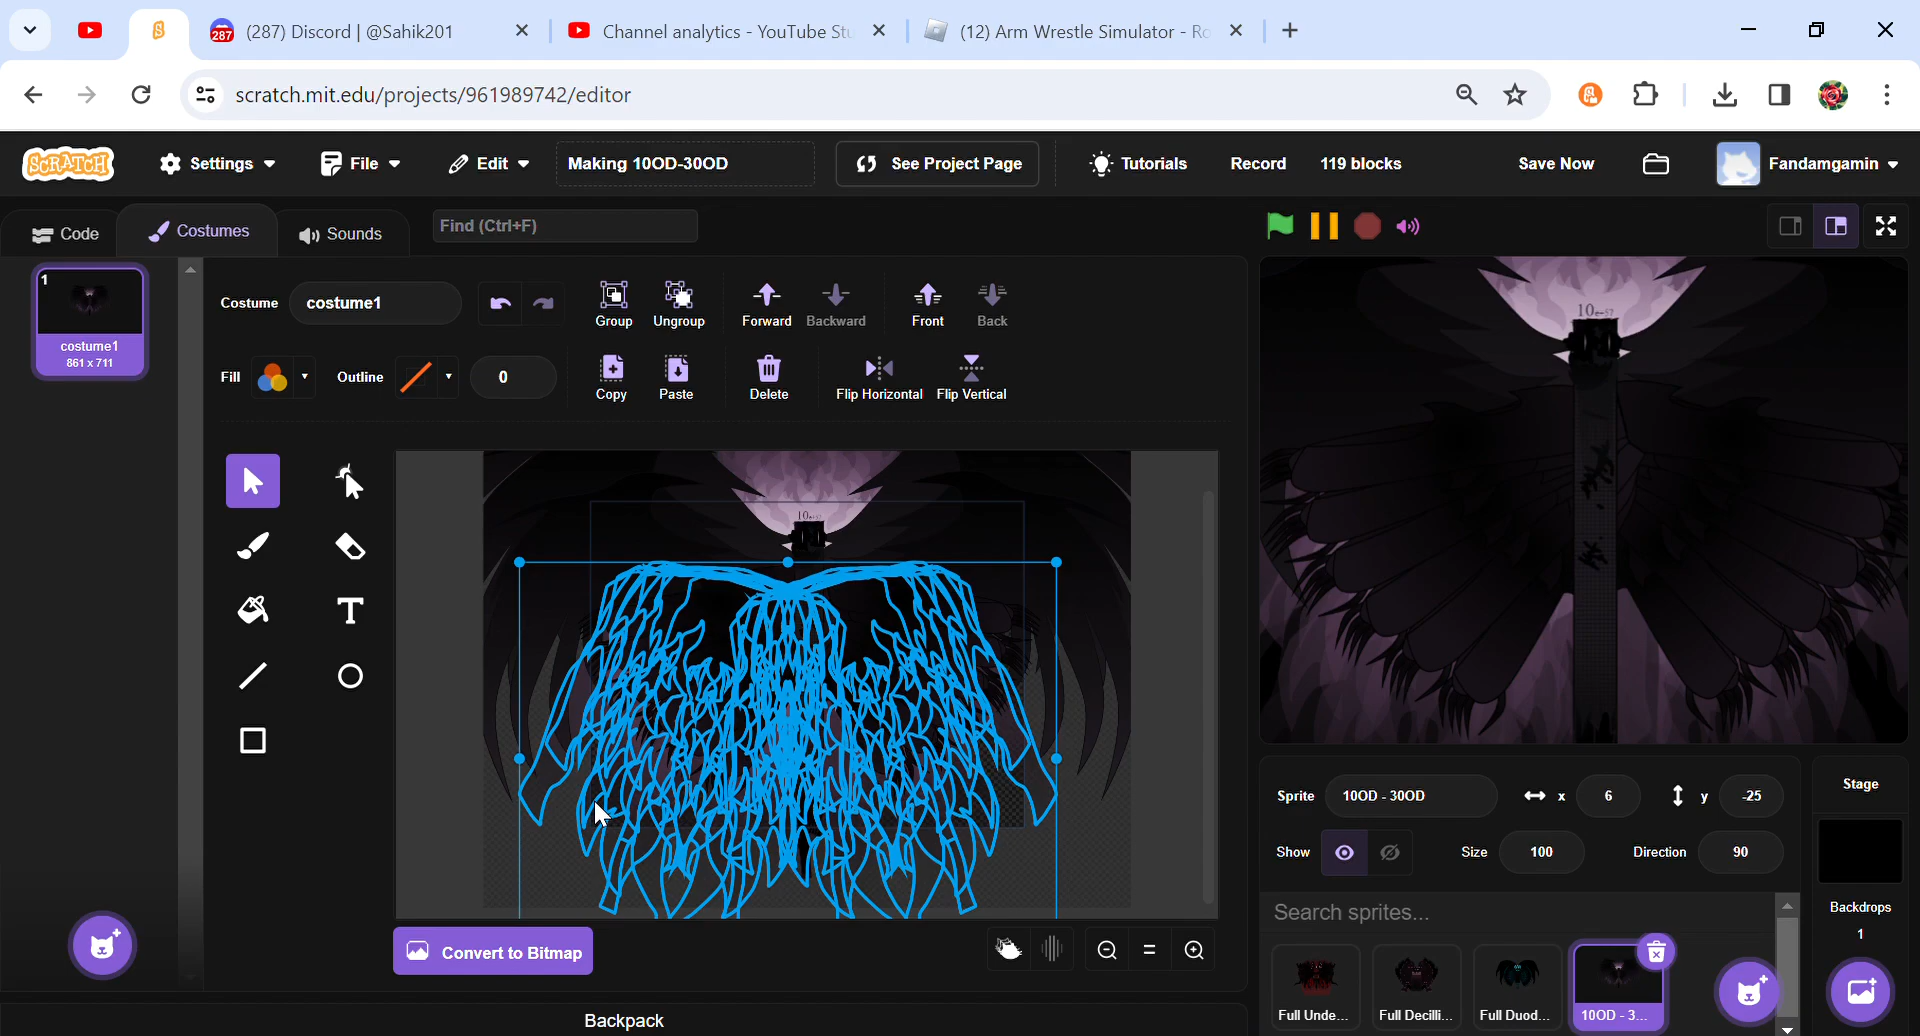 287
(287) Discord | @Sahik201
Channel analytics - YouTube Stu
(12) Arm Wrestle Simulator - Ro
scratch.mit.edu/projects/961989742/editor
SCRATCH
Settings
File
Edit
Making 10OD-30OD
See Project Page
Tutorials
Record
119 blocks
Save Now
Fandamgamin
Code
Costumes
Sounds
Find (Ctrl+F)
1
costume1
861 x 711
Costume
costume1
Group
Ungroup
Forward
Backward
Front
Back
Fill
Outline
0
Copy
Paste
Delete
Flip Horizontal
Flip Vertical
T
Convert to Bitmap
Backpack
Sprite
10OD - 30OD
x
6
y
-25
Show
Size
100
Direction
90
Search sprites...
Full Unde...
Full Decilli...
Full Duod...
10OD - 3...
Stage
Backdrops
1